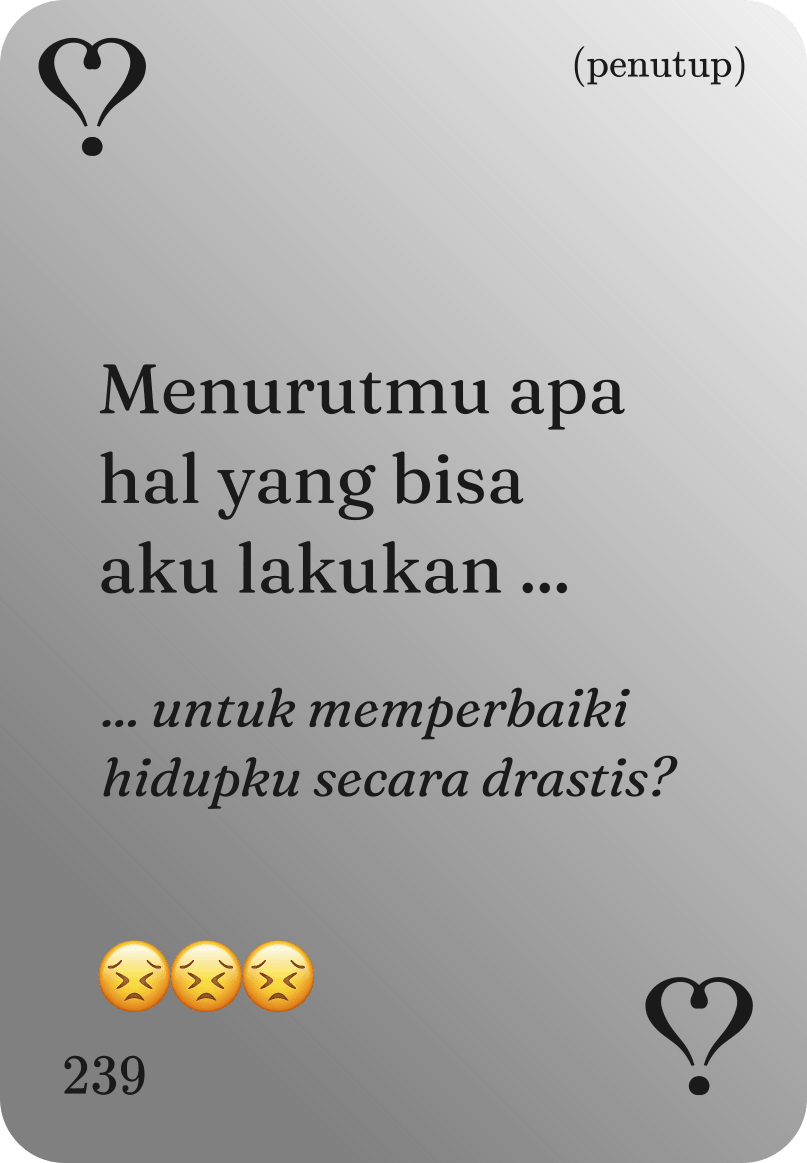 (penutup)
Menurutmu apa
hal yang bisa
aku lakukan ...
... untuk memperbaiki
hidupku secara drastis?
239